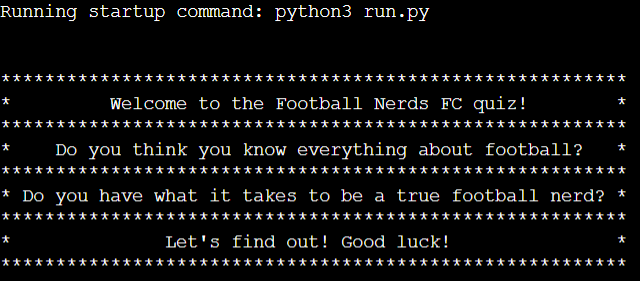 Running startup command: python3 run.py
*********************************************************
*         Welcome to the Football Nerds FC quiz!        *
*********************************************************
*    Do you think you know everything about football?   *
*********************************************************
* Do you have what it takes to be a true football nerd? *
*********************************************************
*              Let's find out! Good luck!               *
*********************************************************